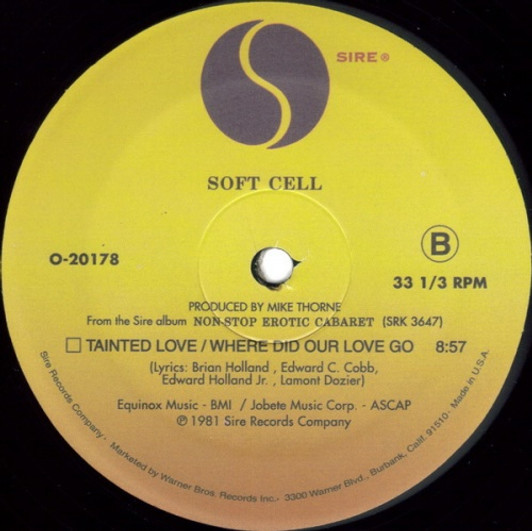 SIRE®
SOFT CELL
O-20178
B
33 1/3 RPM
PRODUCED BY MIKE THORNE
From the Sire album NON-STOP EROTIC CABARET (SRK 3647)
TAINTED LOVE / WHERE DID OUR LOVE GO 8:57
(Lyrics: Brian Holland , Edward C. Cobb,
Edward Holland Jr. , Lamont Dozier)
Equinox Music - BMI / Jobete Music Corp. - ASCAP
℗ 1981 Sire Records Company
Sire Records Company - Marketed by Warner Bros. Records Inc. - 3300 Warner Blvd., Burbank, Calif. 91510 - Made in U.S.A.